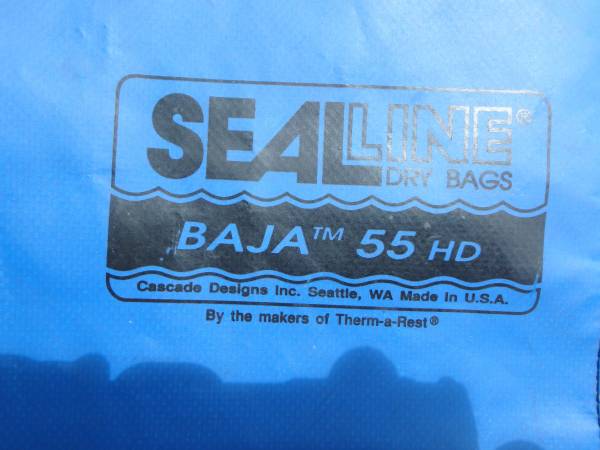 SEALLINE®
DRY BAGS
BAJA™ 55 HD
Cascade Designs Inc. Seattle, WA Made In U.S.A.
By the makers of Therm-a-Rest®